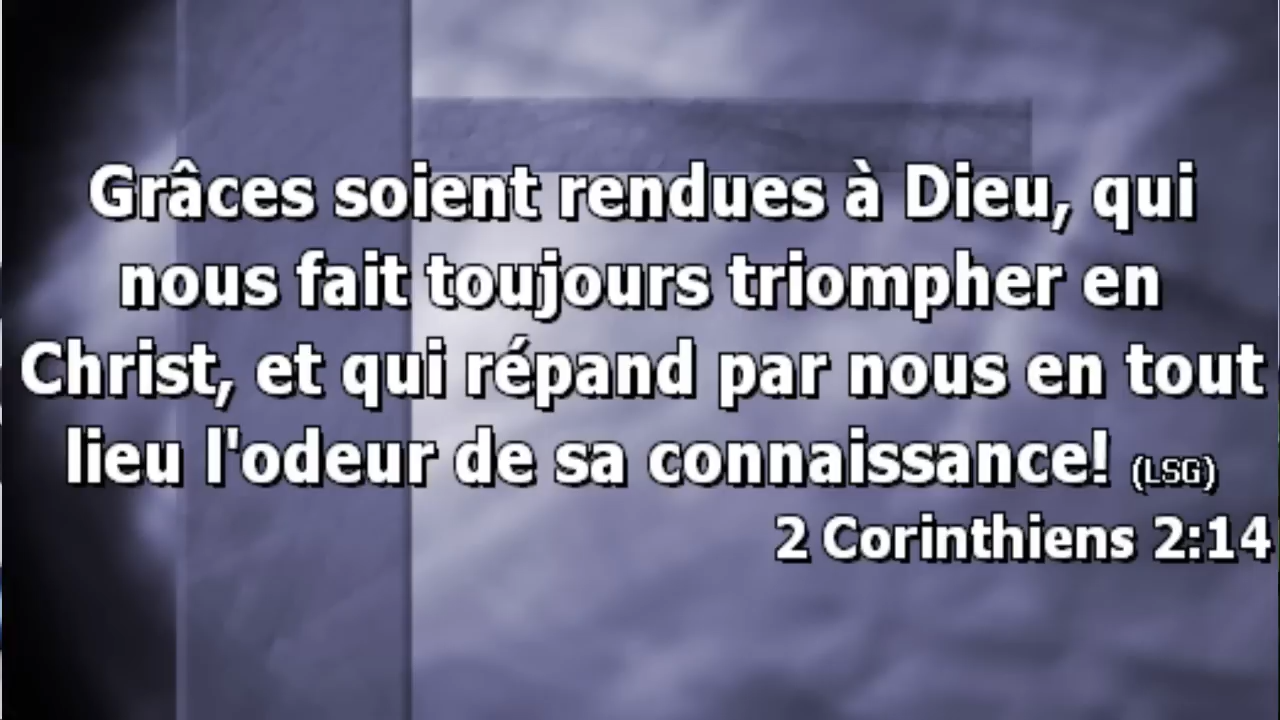 Grâces soient rendues à Dieu, qui
nous fait toujours triompher en
Christ, et qui répand par nous en tout
lieu l'odeur de sa connaissance! (LSG)
2 Corinthiens 2:14